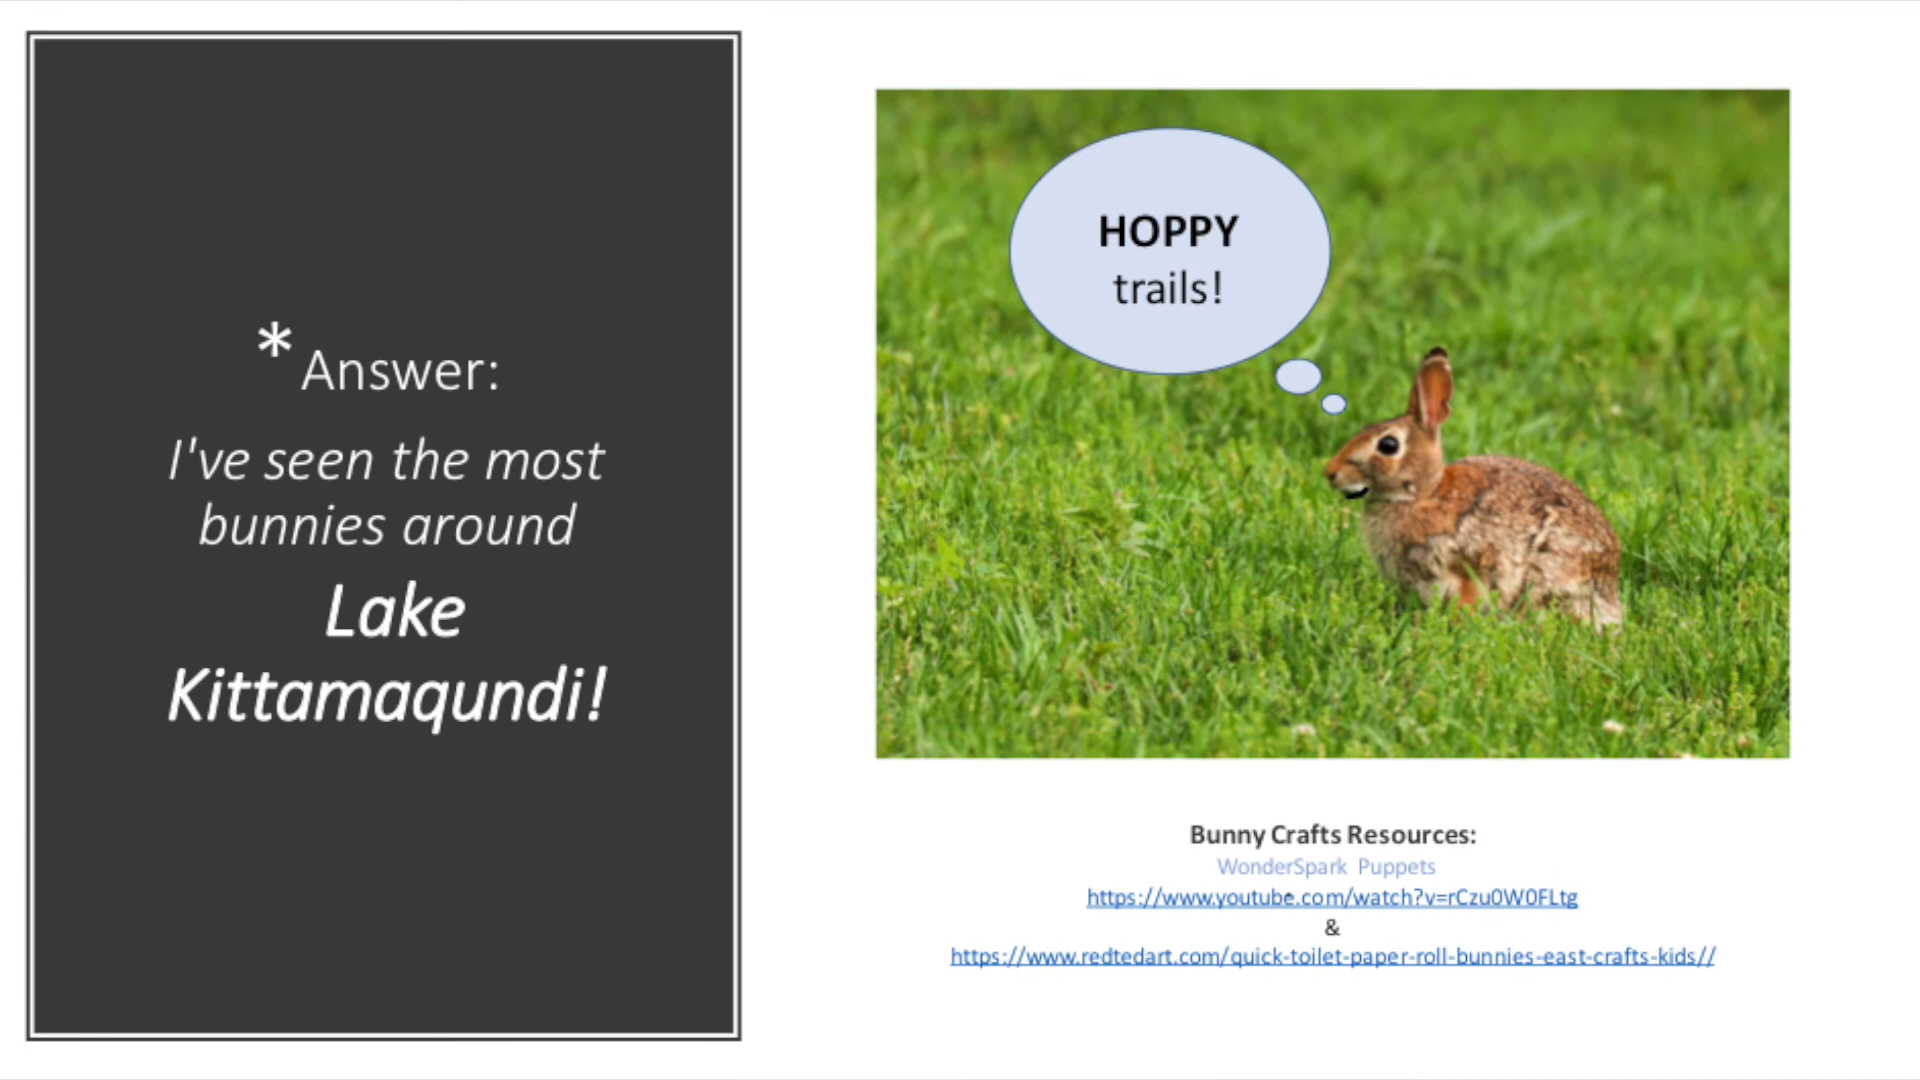 * Answer:
I've seen the most
bunnies around
Lake
Kittamaqundi!
HOPPY
trails!
Bunny Crafts Resources:
WonderSpark Puppets
https://www.youtube.com/watch?v=rCzu0W0FLtg
&
https://www.redtedart.com/quick-toilet-paper-roll-bunnies-east-crafts-kids//